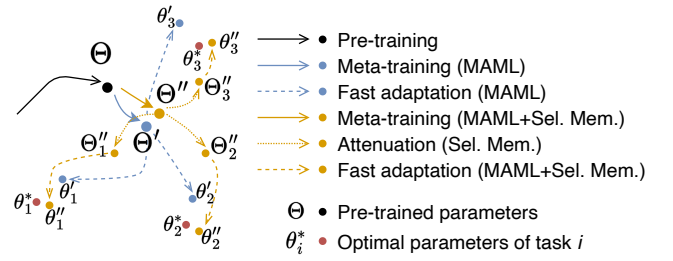 θ′₃
θ*₃ θ″₃
Θ
Θ″ Θ″₃
Θ″₁ Θ′ Θ″₂
θ*₁ θ′₁ θ′₂
θ″₁ θ*₂ θ″₂
Pre-training
Meta-training (MAML)
Fast adaptation (MAML)
Meta-training (MAML+Sel. Mem.)
Attenuation (Sel. Mem.)
Fast adaptation (MAML+Sel. Mem.)
Θ Pre-trained parameters
θ*ᵢ Optimal parameters of task i